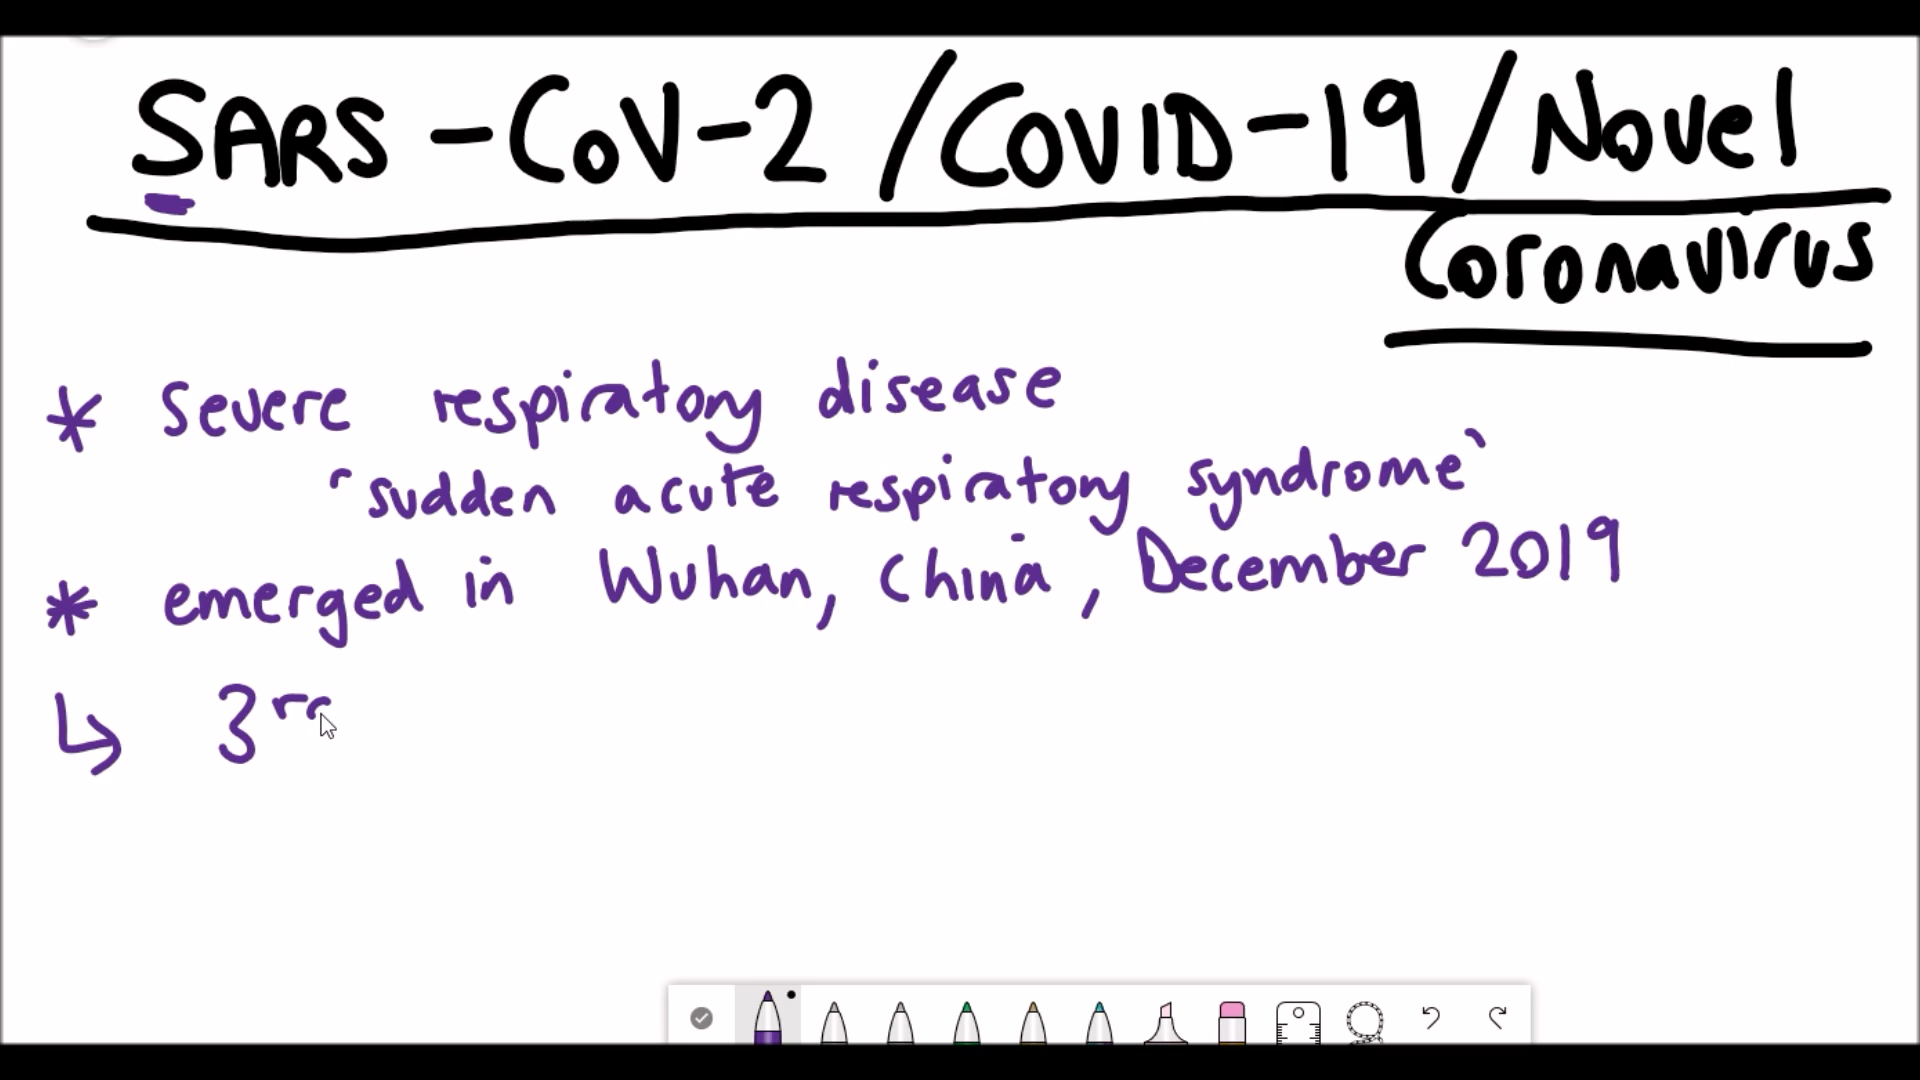 SARS-CoV-2/COVID-19/Novel
Coronavirus
* Severe respiratory disease
"sudden acute respiratory syndrome"
* emerged in Wuhan, China, December 2019
↳ 3r